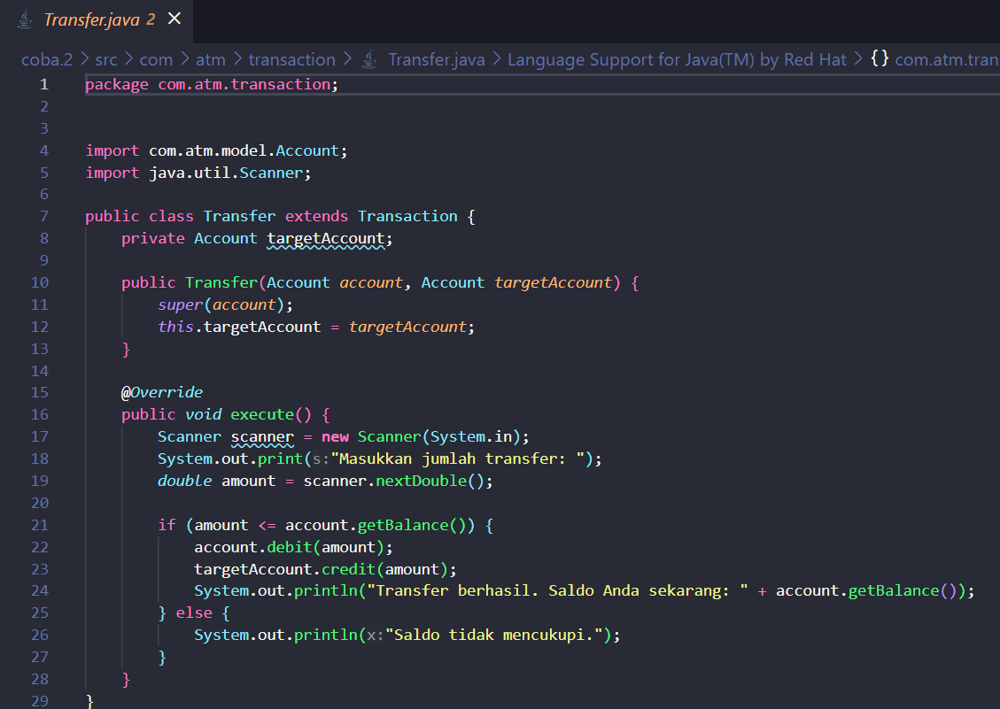 Transfer.java 2 ✕
coba.2 > src > com > atm > transaction > Transfer.java > Language Support for Java(TM) by Red Hat > {} com.atm.tran
1 package com.atm.transaction;
2
3
4 import com.atm.model.Account;
5 import java.util.Scanner;
6
7 public class Transfer extends Transaction {
8     private Account targetAccount;
9
10     public Transfer(Account account, Account targetAccount) {
11         super(account);
12         this.targetAccount = targetAccount;
13     }
14
15     @Override
16     public void execute() {
17         Scanner scanner = new Scanner(System.in);
18         System.out.print(s:"Masukkan jumlah transfer: ");
19         double amount = scanner.nextDouble();
20
21         if (amount <= account.getBalance()) {
22             account.debit(amount);
23             targetAccount.credit(amount);
24             System.out.println("Transfer berhasil. Saldo Anda sekarang: " + account.getBalance());
25         } else {
26             System.out.println(x:"Saldo tidak mencukupi.");
27         }
28     }
29 }